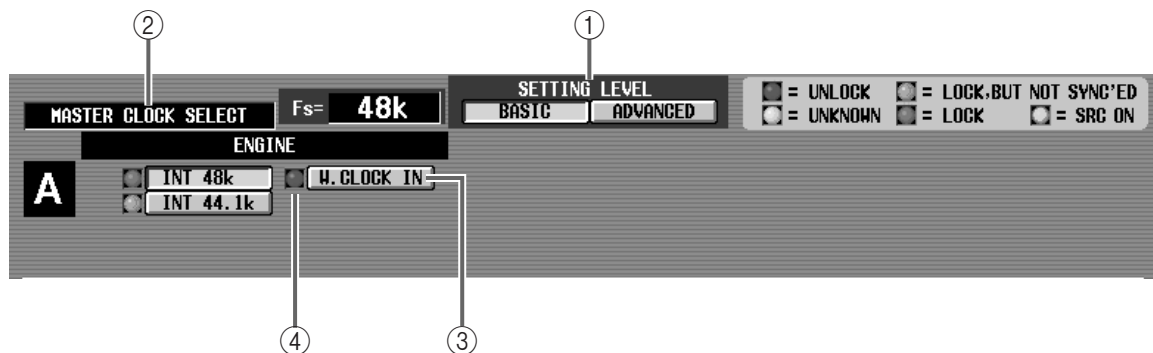 ② ①
SETTING LEVEL
MASTER CLOCK SELECT Fs= 48k BASIC ADVANCED
= UNLOCK = LOCK,BUT NOT SYNC'ED
= UNKNOWN = LOCK = SRC ON
ENGINE
A INT 48k W.CLOCK IN
INT 44.1k
④ ③